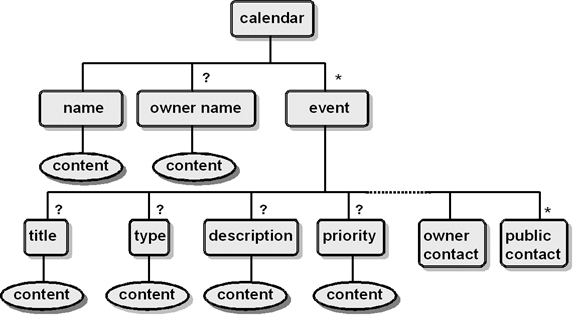 calendar
? *
name owner name event
content content
? ? ? ? *
title type description priority owner contact public contact
content content content content